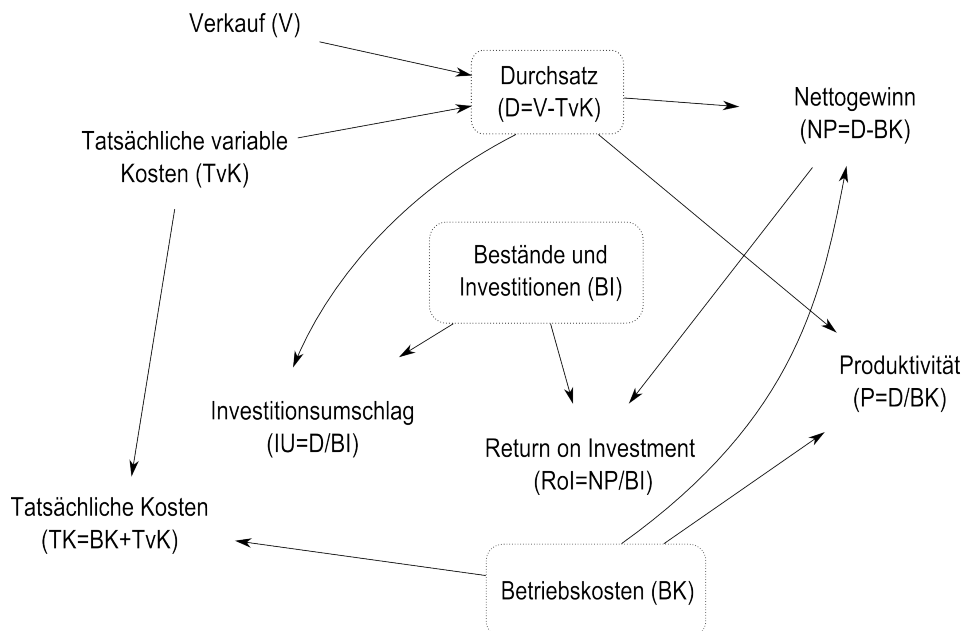 Verkauf (V)
Durchsatz
(D=V-TvK)
Nettogewinn
(NP=D-BK)
Tatsächliche variable
Kosten (TvK)
Bestände und
Investitionen (BI)
Produktivität
(P=D/BK)
Investitionsumschlag
(IU=D/BI)
Return on Investment
(RoI=NP/BI)
Tatsächliche Kosten
(TK=BK+TvK)
Betriebskosten (BK)